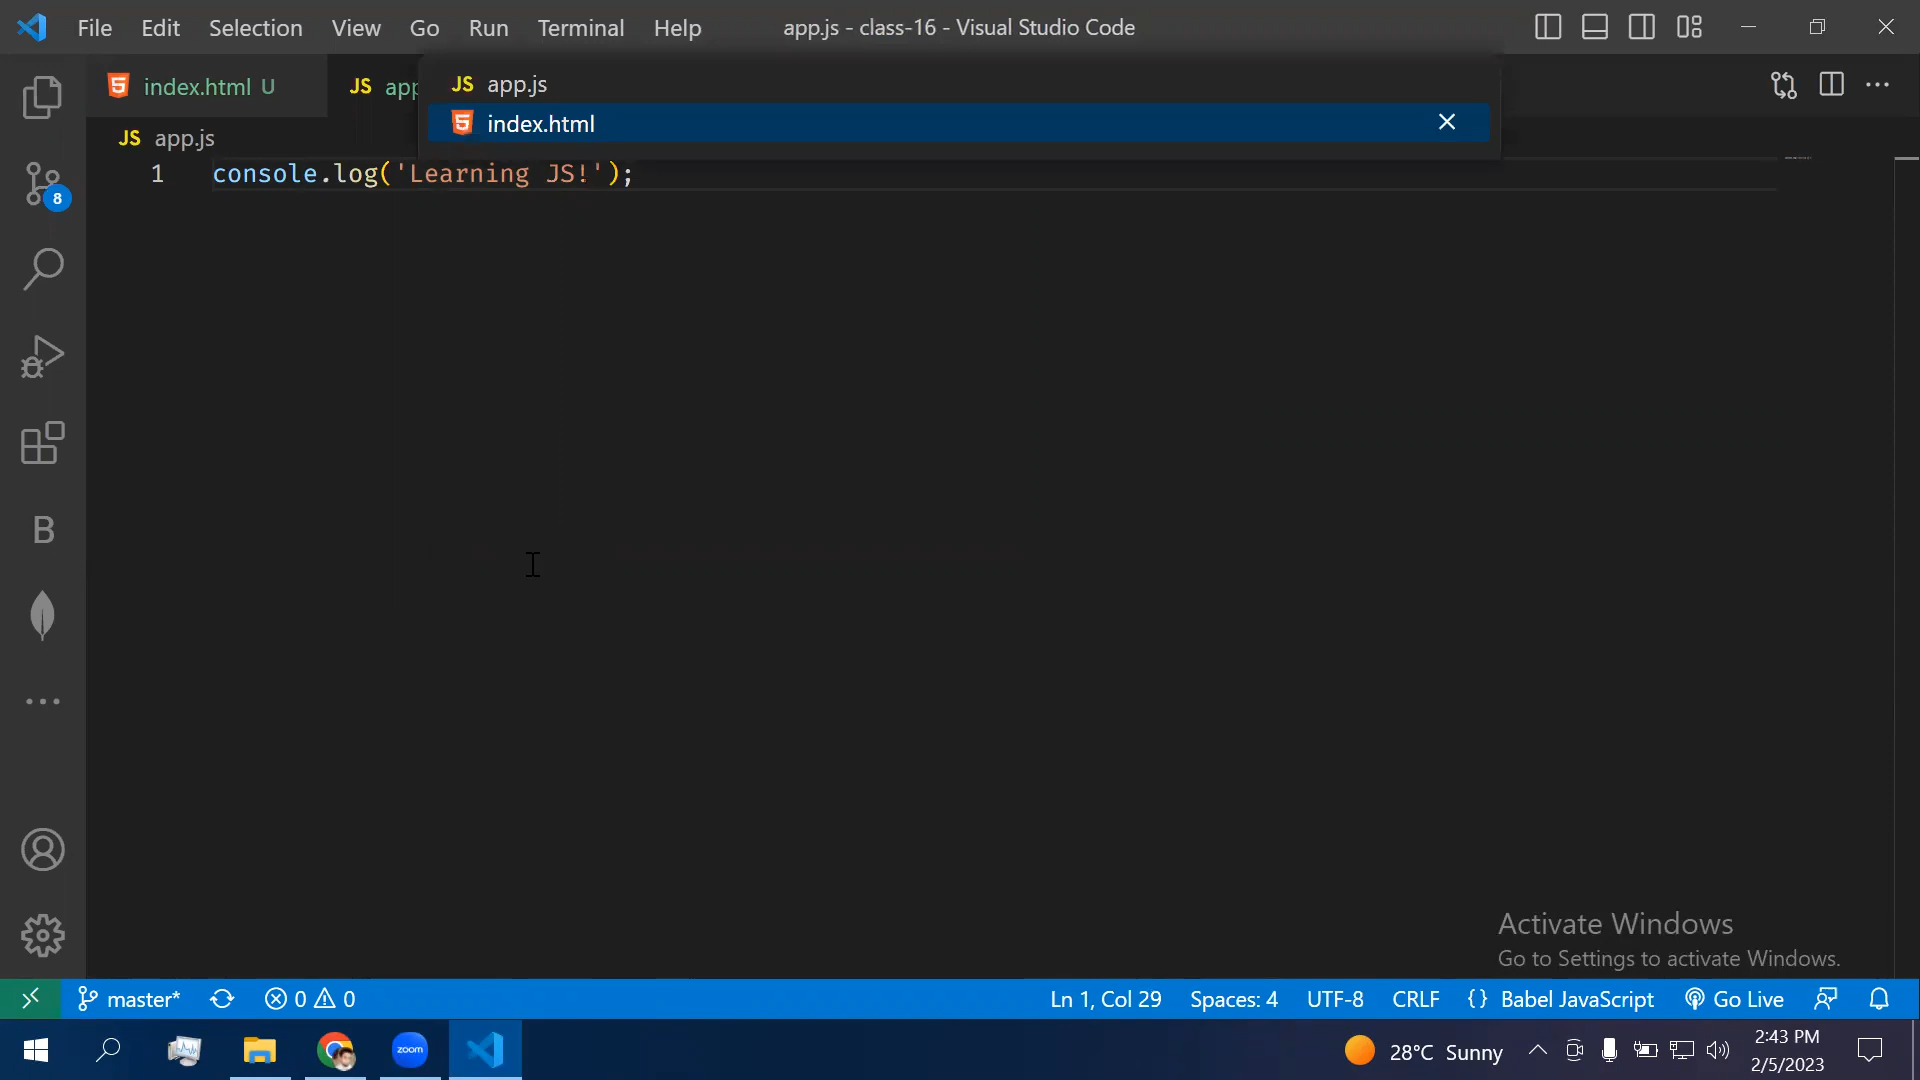 File Edit Selection View Go Run Terminal Help app.js - class-16 - Visual Studio Code
index.html U JS app
JS app.js
index.html
JS app.js
1 console.log('Learning JS!');
8
B
Activate Windows
Go to Settings to activate Windows.
master* 0 0 Ln 1, Col 29 Spaces: 4 UTF-8 CRLF {} Babel JavaScript Go Live
zoom 28°C Sunny 2:43 PM
2/5/2023